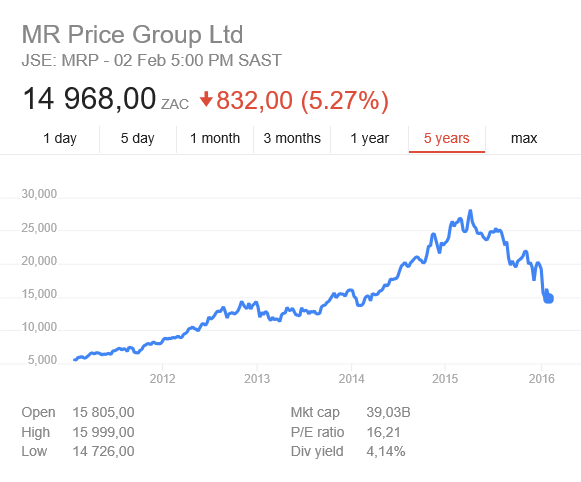 MR Price Group Ltd
JSE: MRP - 02 Feb 5:00 PM SAST
14 968,00 ZAC 832,00 (5.27%)
1 day 5 day 1 month 3 months 1 year 5 years max
30,000
25,000
20,000
15,000
10,000
5,000
2012 2013 2014 2015 2016
Open 15 805,00 Mkt cap 39,03B
High 15 999,00 P/E ratio 16,21
Low 14 726,00 Div yield 4,14%